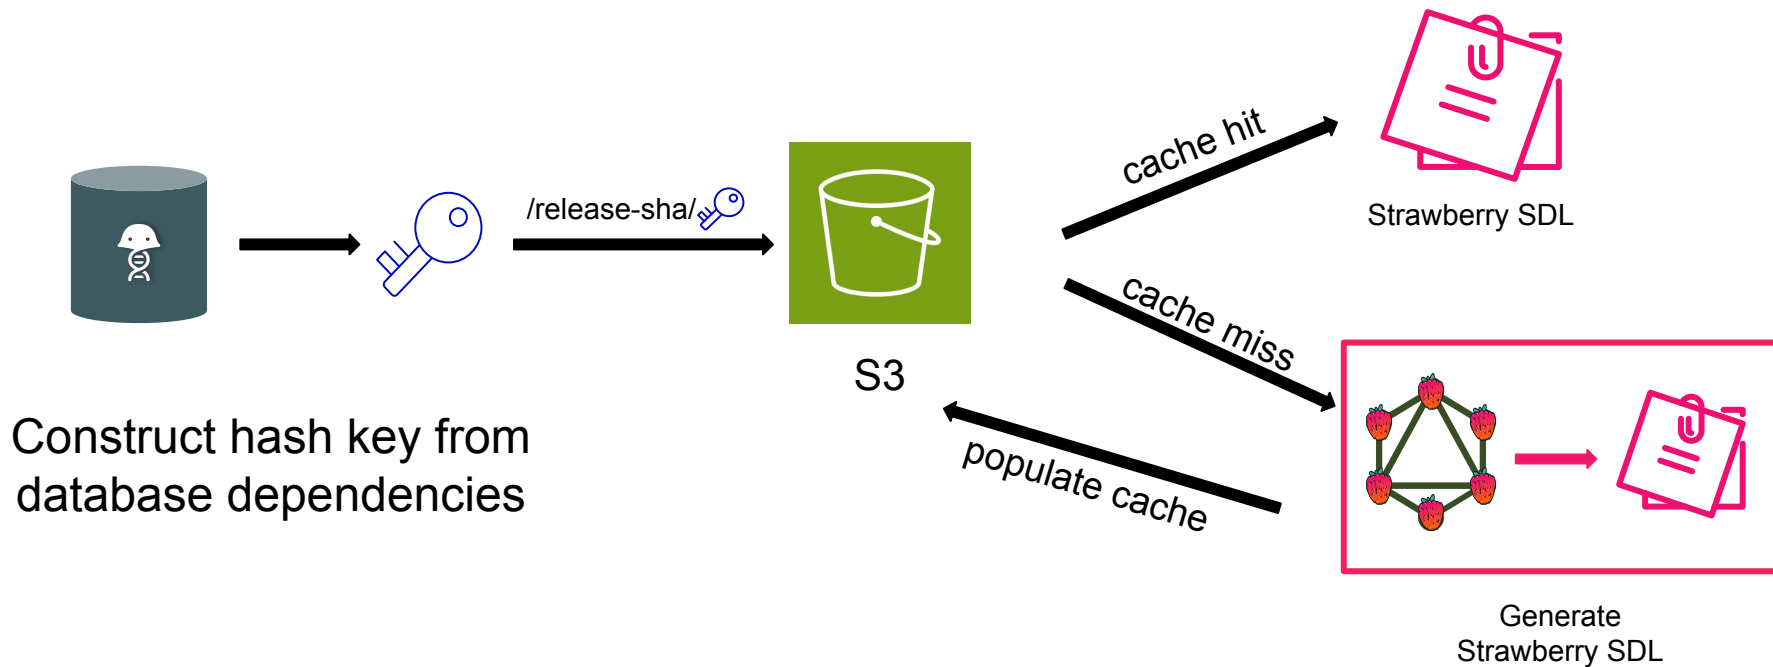 Construct hash key from
database dependencies
/release-sha/
S3
cache hit
cache miss
populate cache
Strawberry SDL
Generate
Strawberry SDL